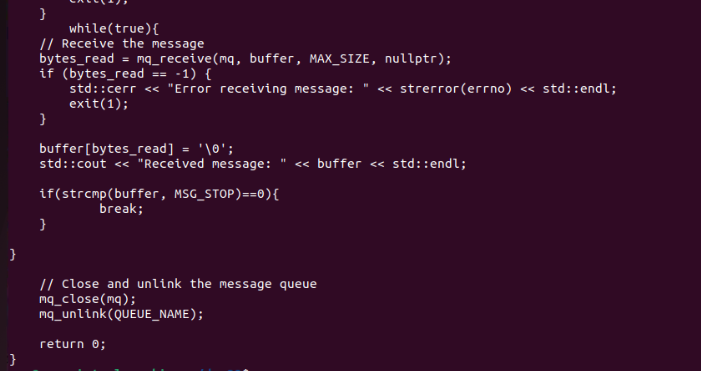 exit(1);
    }
        while(true){
    // Receive the message
    bytes_read = mq_receive(mq, buffer, MAX_SIZE, nullptr);
    if (bytes_read == -1) {
        std::cerr << "Error receiving message: " << strerror(errno) << std::endl;
        exit(1);
    }

    buffer[bytes_read] = '\0';
    std::cout << "Received message: " << buffer << std::endl;

    if(strcmp(buffer, MSG_STOP)==0){
            break;
    }

}

    // Close and unlink the message queue
    mq_close(mq);
    mq_unlink(QUEUE_NAME);

    return 0;
}